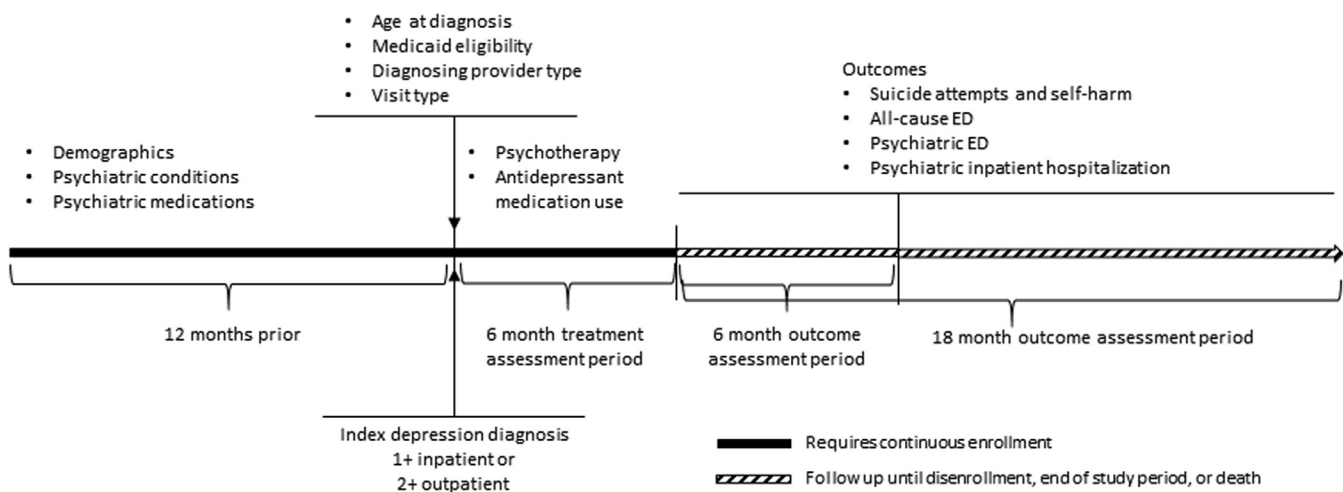 • Age at diagnosis
• Medicaid eligibility
• Diagnosing provider type
• Visit type
Outcomes
• Suicide attempts and self-harm
• All-cause ED
• Psychiatric ED
• Psychiatric inpatient hospitalization
• Demographics
• Psychiatric conditions
• Psychiatric medications
• Psychotherapy
• Antidepressant
medication use
12 months prior
6 month treatment
assessment period
6 month outcome
assessment period
18 month outcome assessment period
Index depression diagnosis
1+ inpatient or
2+ outpatient
Requires continuous enrollment
Follow up until disenrollment, end of study period, or death